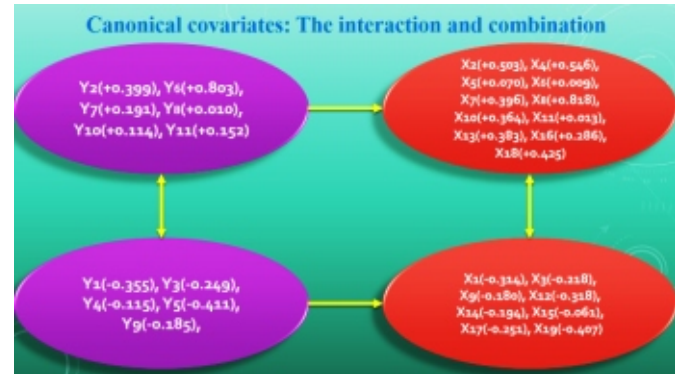 Canonical covariates: The interaction and combination
Y2(+0.399), Y6(+0.803),
Y7(+0.191), Y8(+0.010)
Y10(+0.114), Y11(+0.152)
X2(+0.503), X4(+0.546),
X5(+0.070), X6(+0.009),
X7(+0.396), X8(+0.818),
X10(+0.364), X11(+0.013)
X13(+0.383), X16(+0.286),
X18(+0.425)
Y1(-0.355), Y3(-0.249),
Y4(-0.115), Y5(-0.411),
Y9(-0.185),
X1(-0.314), X3(-0.218),
X9(-0.180), X12(-0.318),
X14(-0.194), X15(-0.061)
X17(-0.251), X19(-0.407)